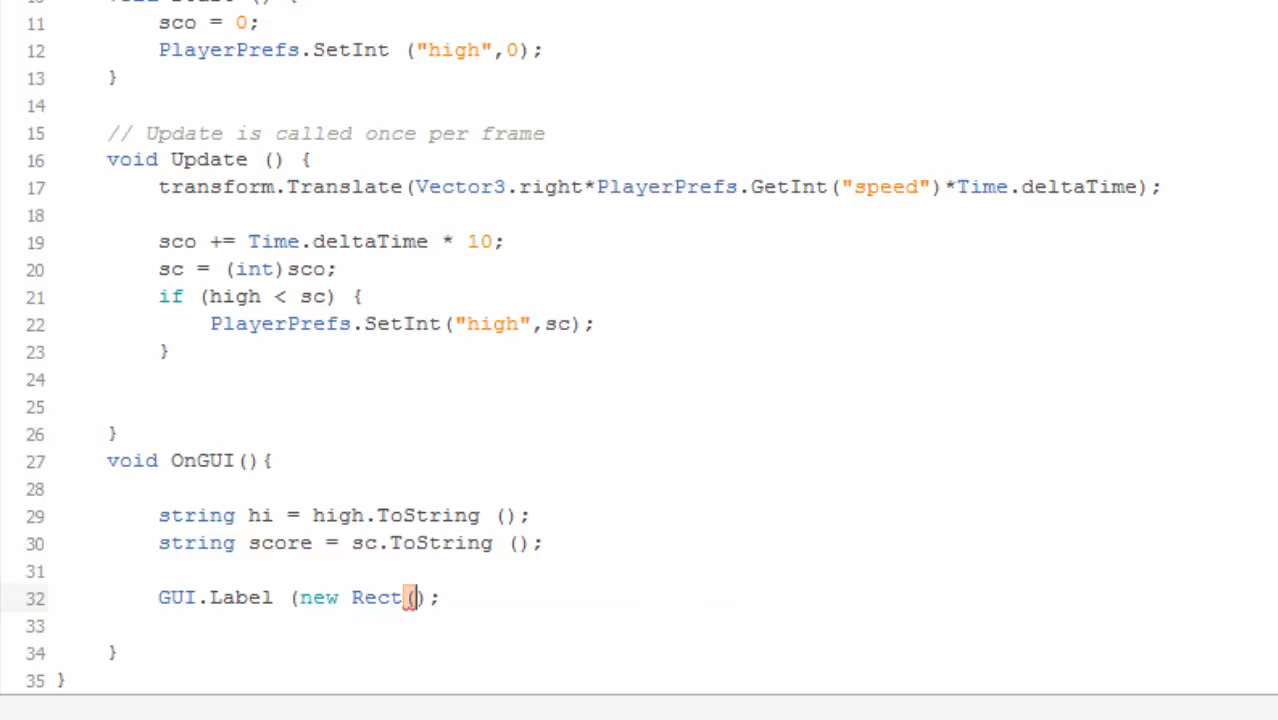 11 sco = 0;
12 PlayerPrefs.SetInt ("high",0);
13 }
14
15 // Update is called once per frame
16 void Update () {
17 transform.Translate(Vector3.right*PlayerPrefs.GetInt("speed")*Time.deltaTime);
18
19 sco += Time.deltaTime * 10;
20 sc = (int)sco;
21 if (high < sc) {
22 PlayerPrefs.SetInt("high",sc);
23 }
24
25
26 }
27 void OnGUI(){
28
29 string hi = high.ToString ();
30 string score = sc.ToString ();
31
32 GUI.Label (new Rect();
33
34 }
35 }